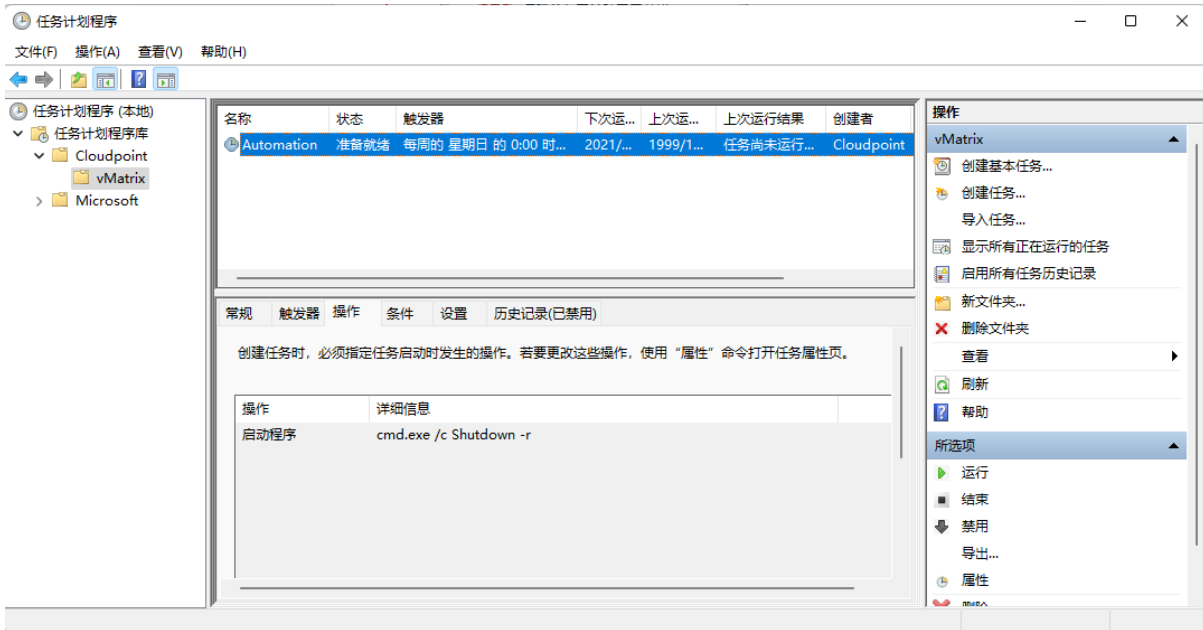 任务计划程序
文件(F) 操作(A) 查看(V) 帮助(H)
任务计划程序 (本地)
任务计划程序库
Cloudpoint
vMatrix
Microsoft
名称 状态 触发器 下次运... 上次运... 上次运行结果 创建者
Automation 准备就绪 每周的 星期日 的 0:00 时... 2021/... 1999/1... 任务尚未运行... Cloudpoint
常规 触发器 操作 条件 设置 历史记录(已禁用)
创建任务时，必须指定任务启动时发生的操作。若要更改这些操作，使用“属性”命令打开任务属性页。
操作 详细信息
启动程序 cmd.exe /c Shutdown -r
操作
vMatrix
创建基本任务...
创建任务...
导入任务...
显示所有正在运行的任务
启用所有任务历史记录
新文件夹...
删除文件夹
查看
刷新
帮助
所选项
运行
结束
禁用
导出...
属性